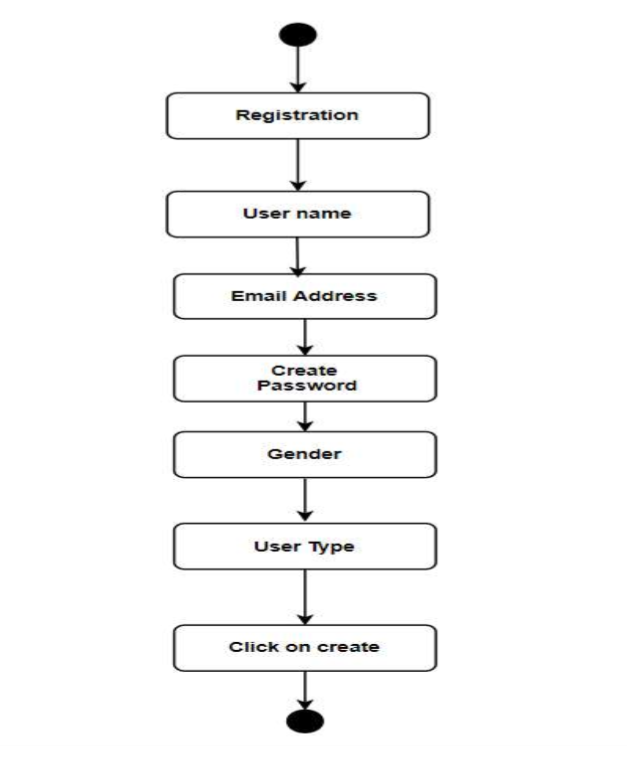 Registration
User name
Email Address
Create
Password
Gender
User Type
Click on create